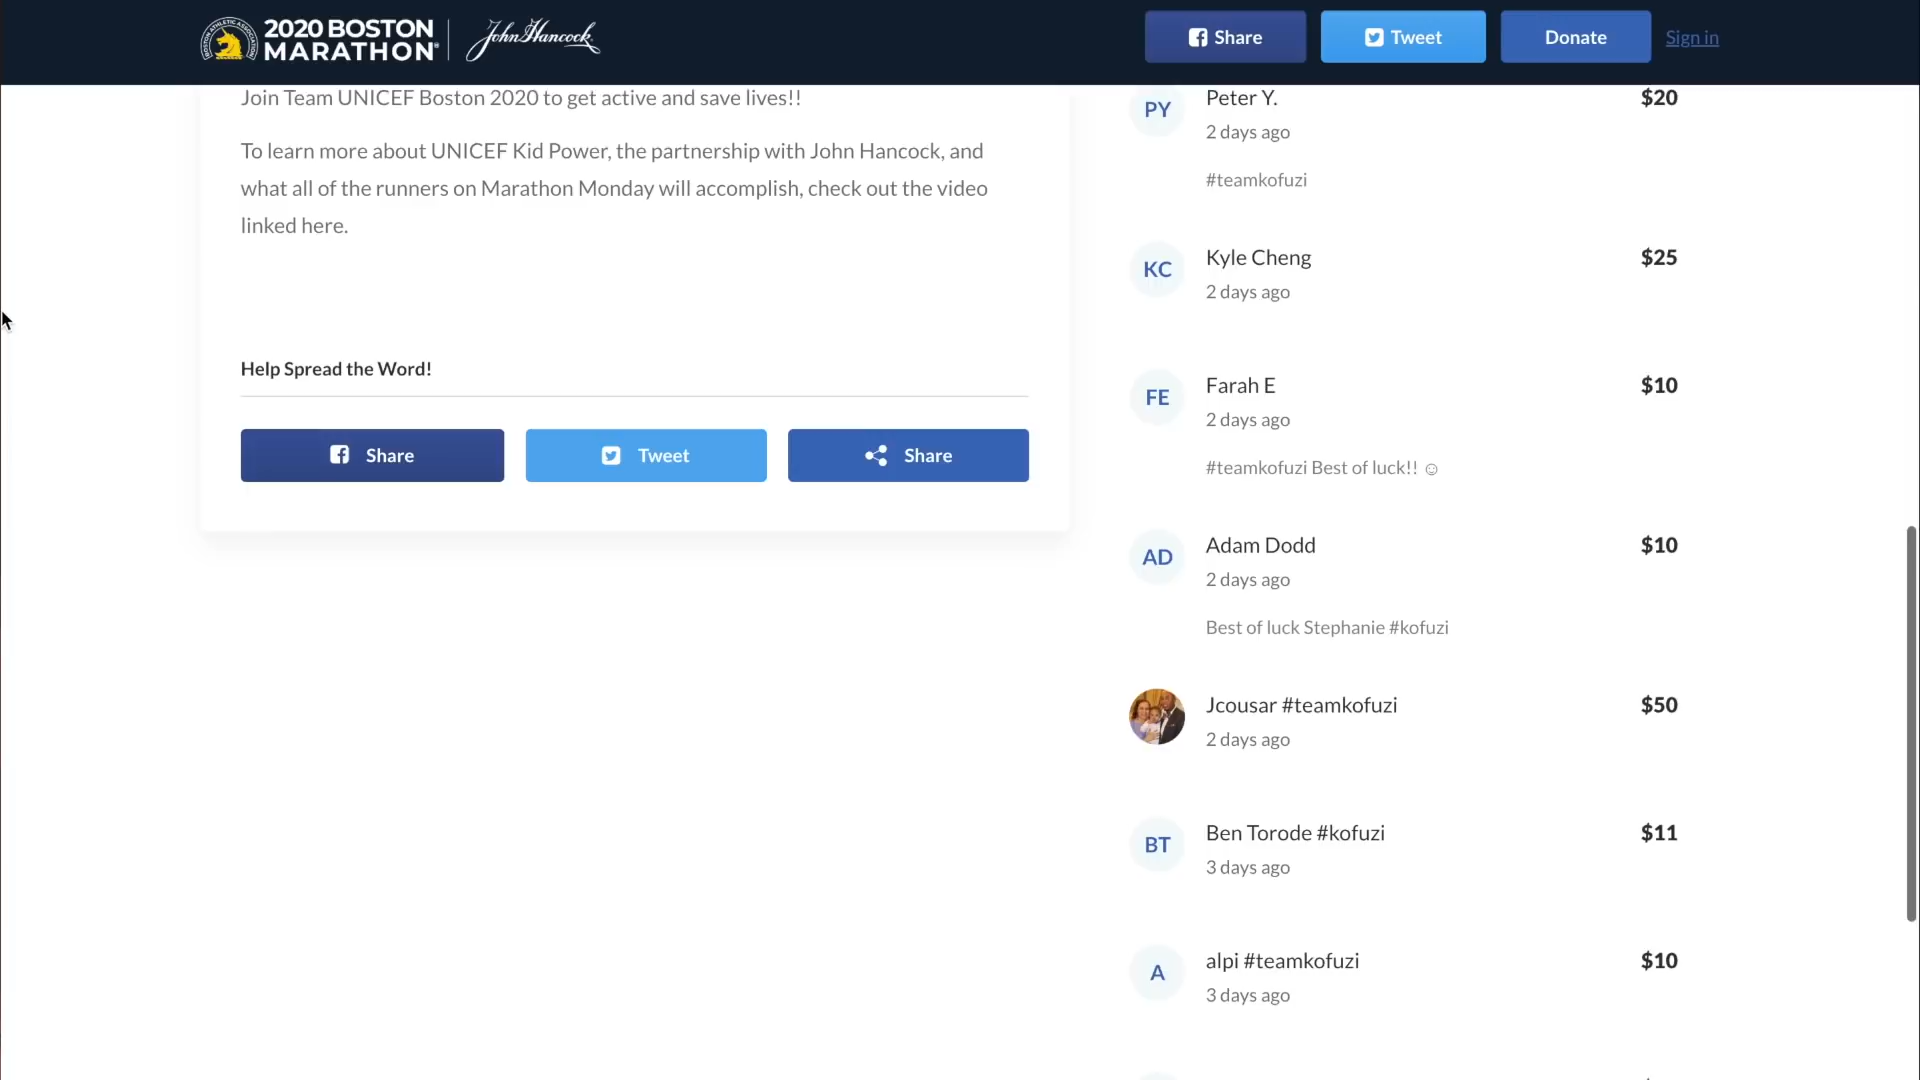 2020 BOSTON
MARATHON
John Hancock
Share
Tweet
Donate
Sign in
Join Team UNICEF Boston 2020 to get active and save lives!!
To learn more about UNICEF Kid Power, the partnership with John Hancock, and
what all of the runners on Marathon Monday will accomplish, check out the video
linked here.
Help Spread the Word!
Share
Tweet
Share
PY
Peter Y.
$20
2 days ago
#teamkofuzi
KC
Kyle Cheng
$25
2 days ago
FE
Farah E
$10
2 days ago
#teamkofuzi Best of luck!! ☺
AD
Adam Dodd
$10
2 days ago
Best of luck Stephanie #kofuzi
Jcousar #teamkofuzi
$50
2 days ago
BT
Ben Torode #kofuzi
$11
3 days ago
A
alpi #teamkofuzi
$10
3 days ago